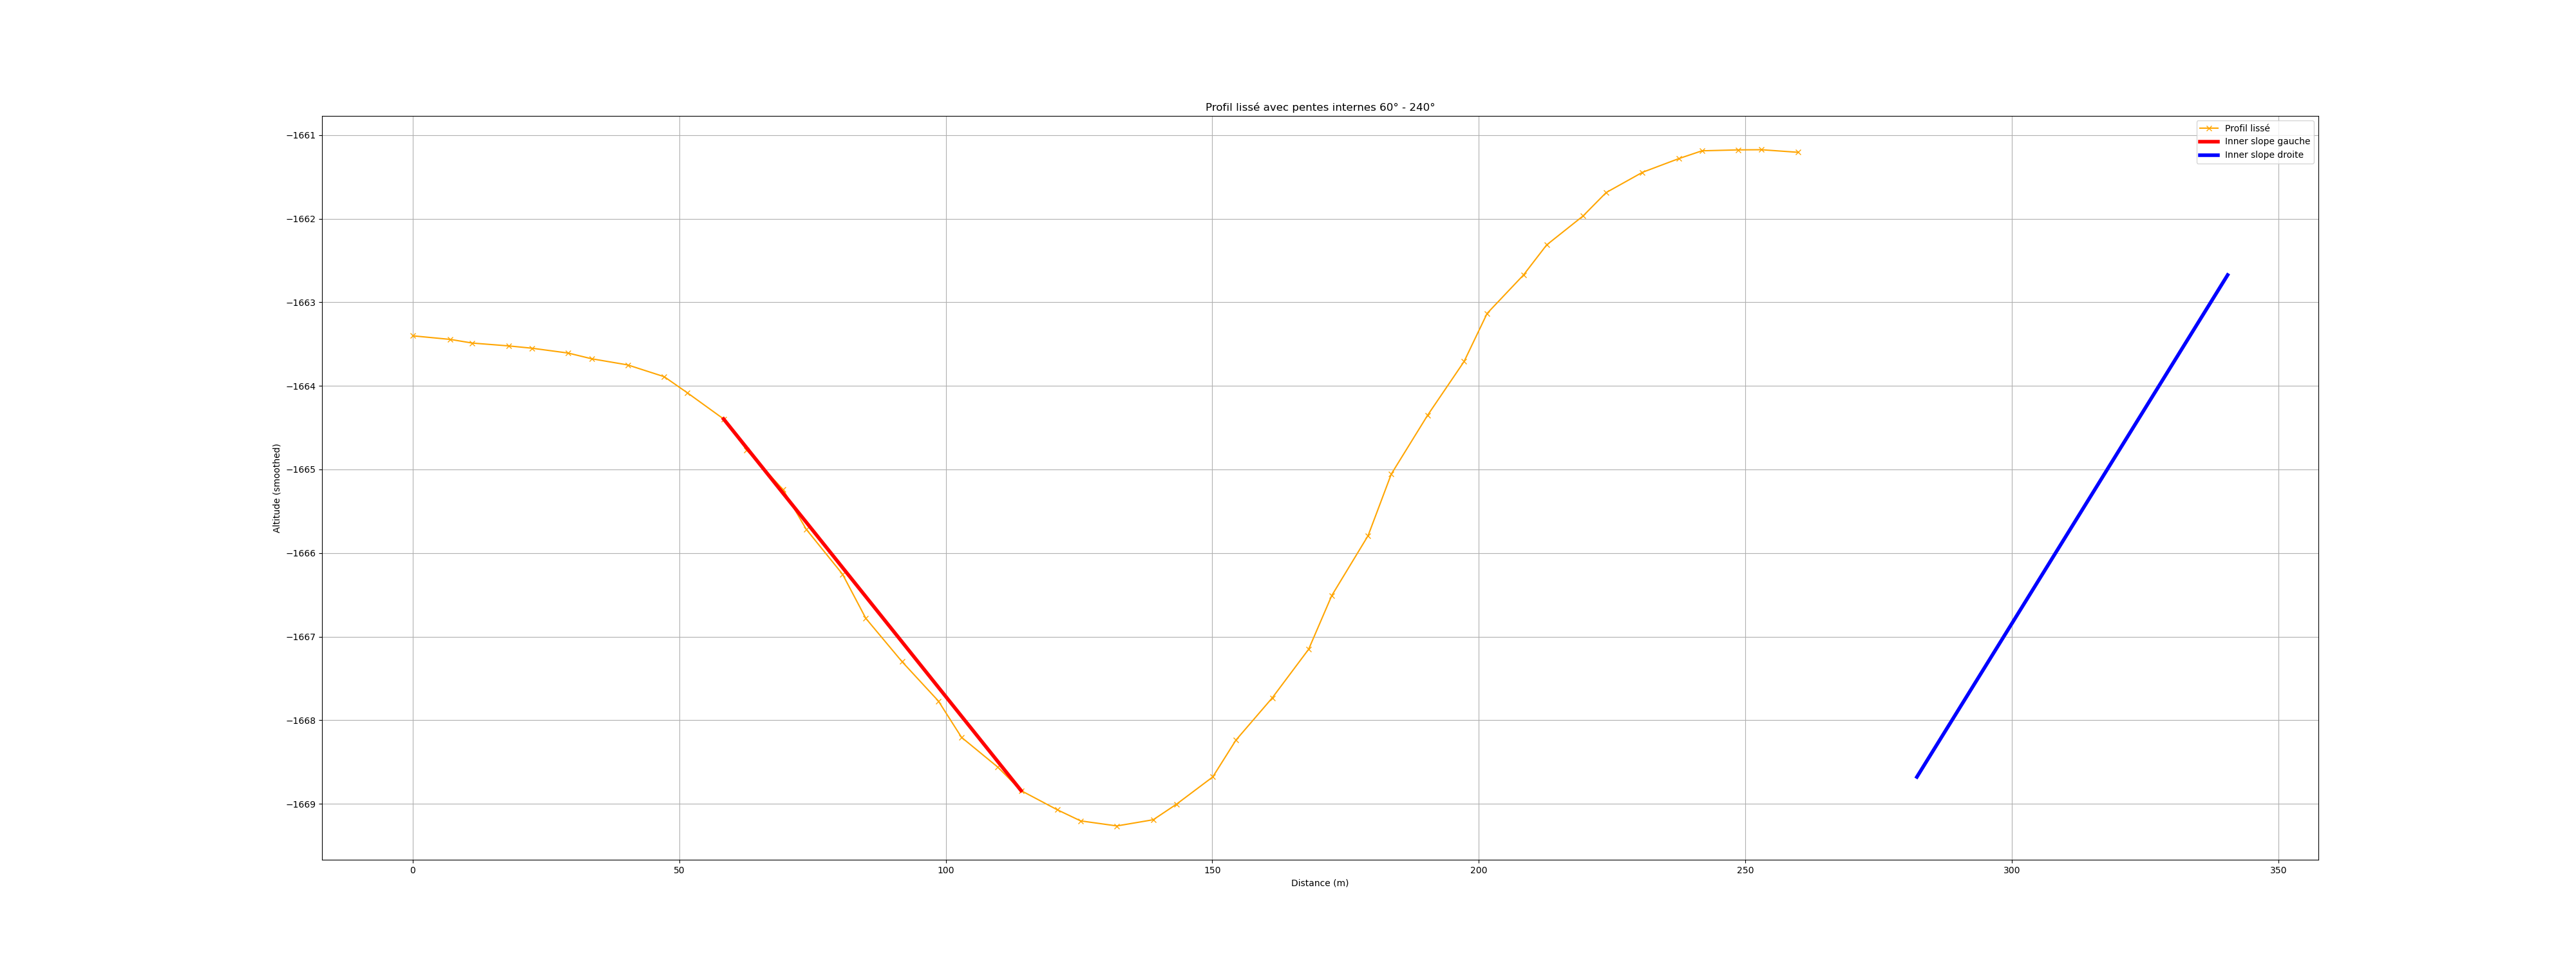 Profil lissé avec pentes internes 60° - 240°
Profil lissé
Inner slope gauche
Inner slope droite
Altitude (smoothed)
−1661
−1662
−1663
−1664
−1665
−1666
−1667
−1668
−1669
0 50 100 150 200 250 300 350
Distance (m)